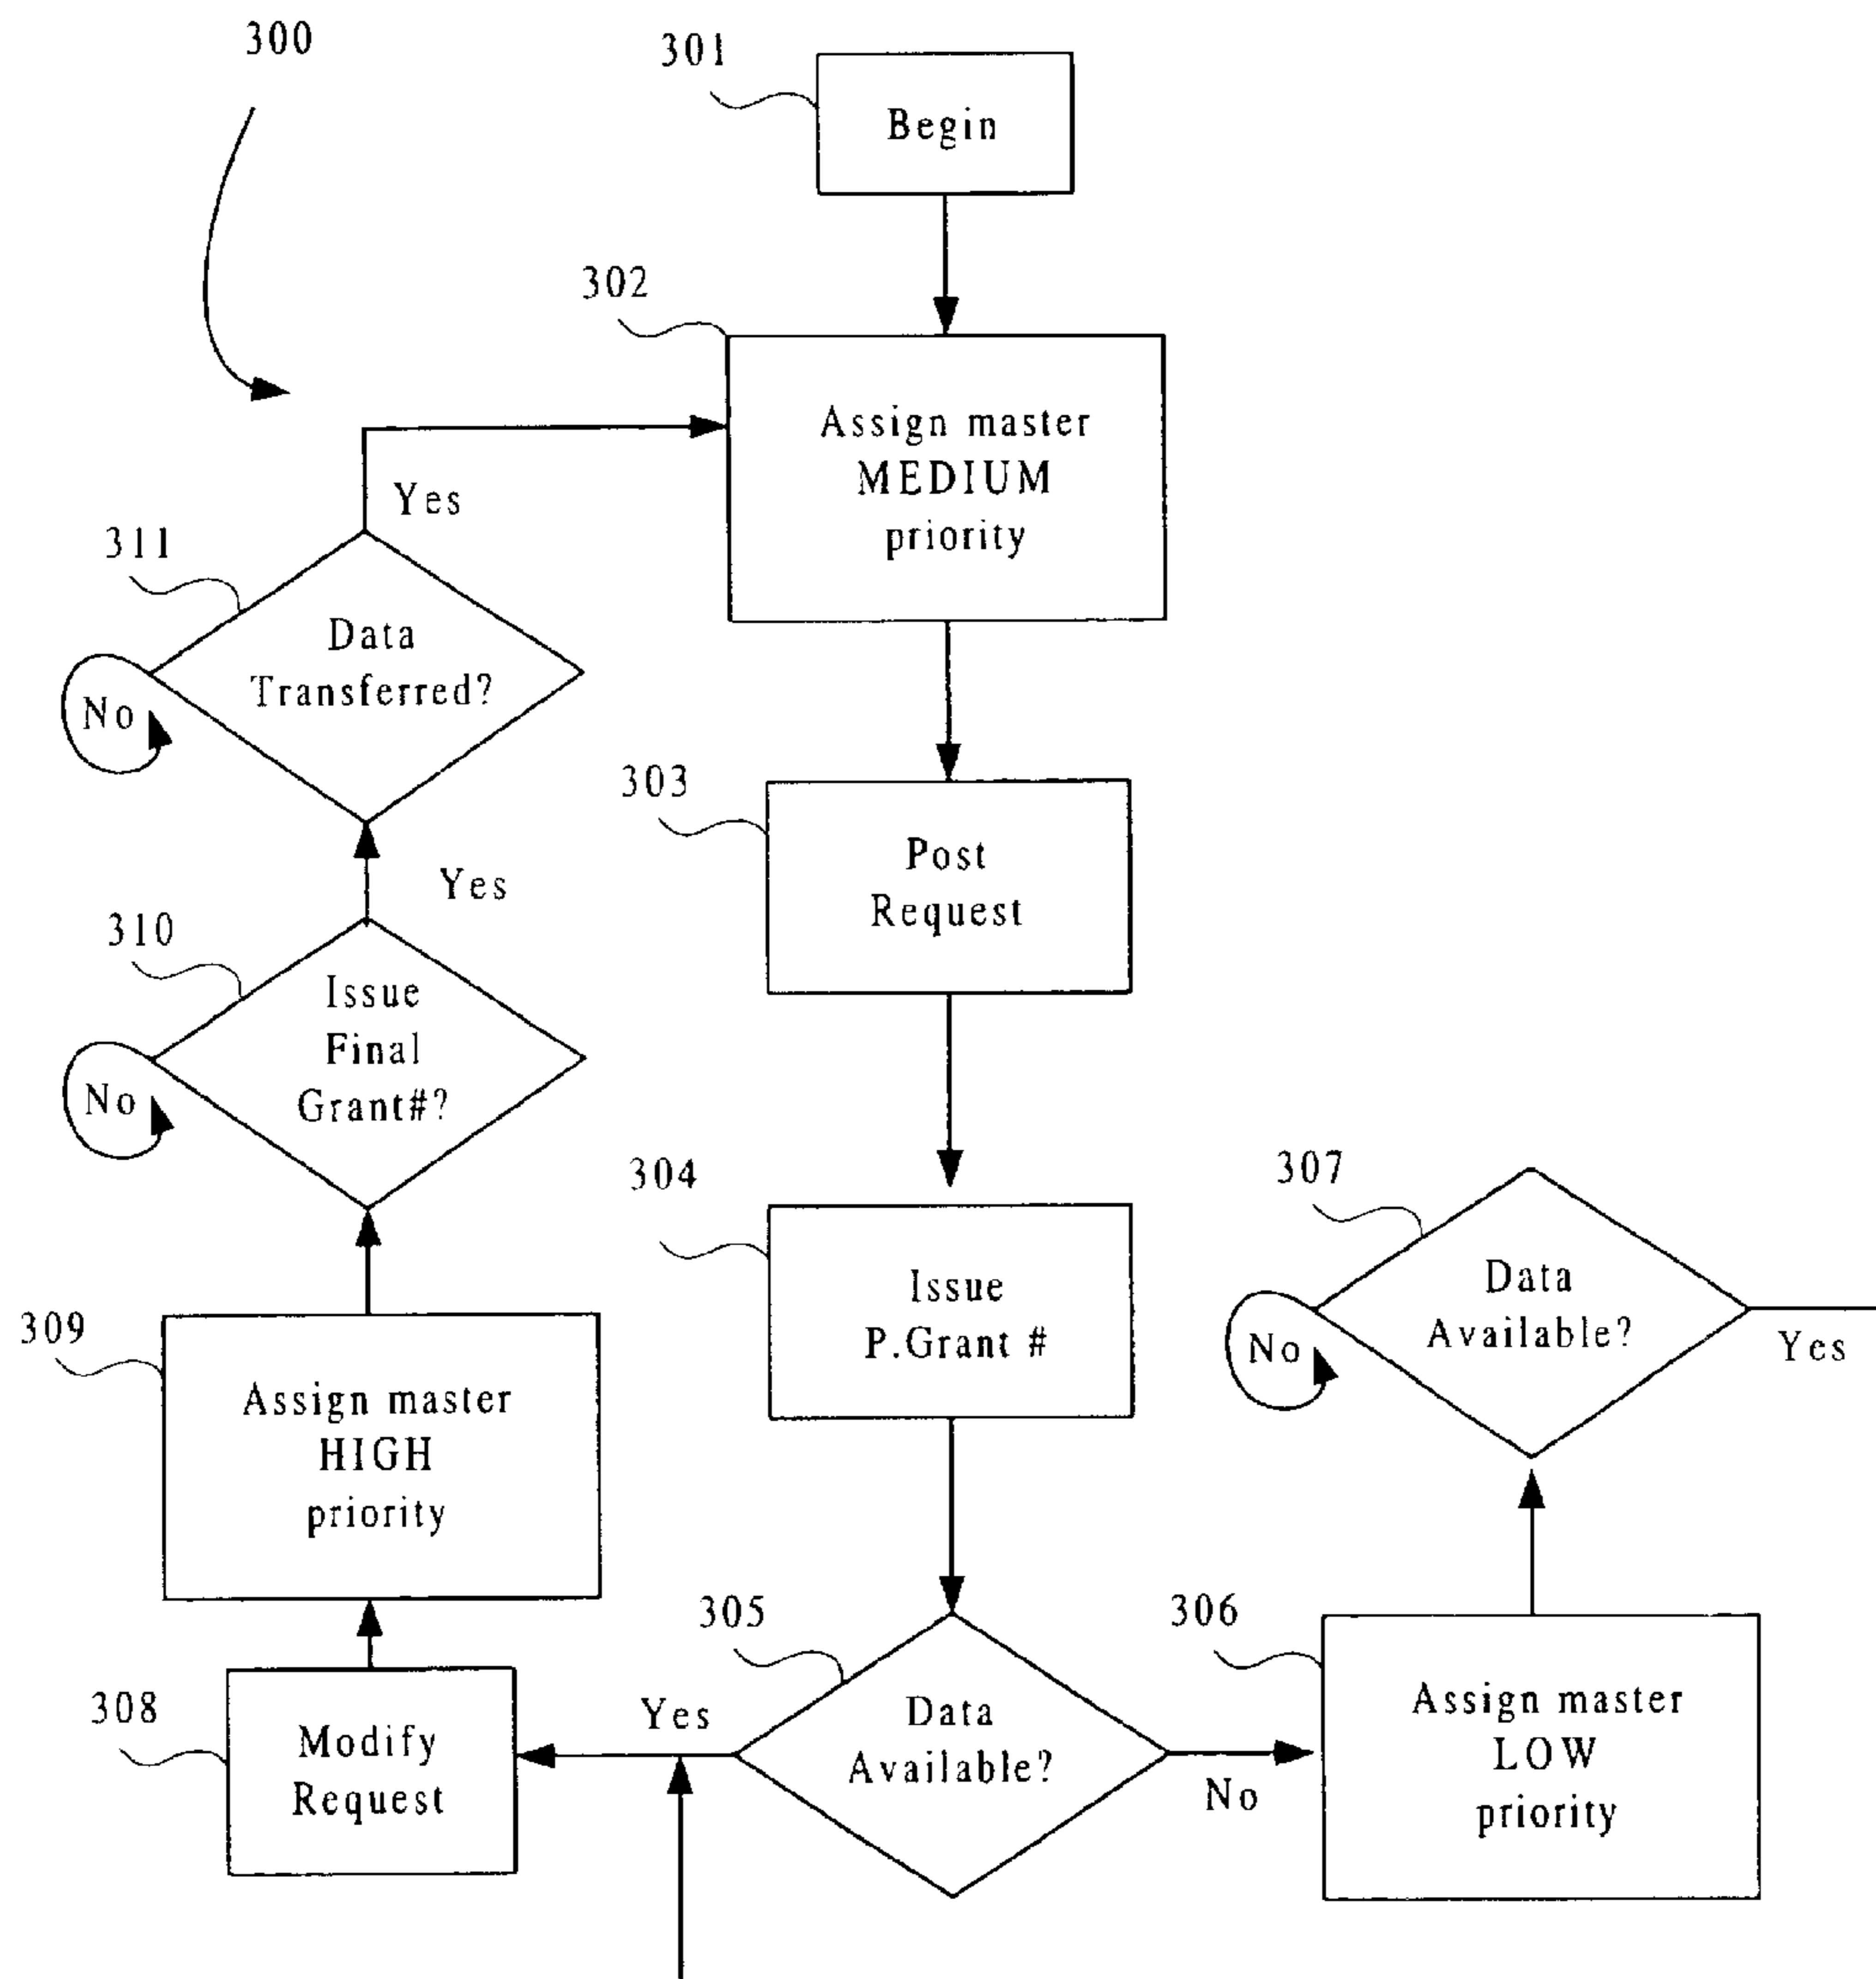 300
301
Begin
302
Assign master
MEDIUM
priority
Yes
311
Data
Transferred?
No
303
Post
Request
Yes
310
Issue
Final
Grant#?
No
304
Issue
P.Grant #
307
Data
Available?
No
Yes
309
Assign master
HIGH
priority
305
Data
Available?
Yes
No
306
Assign master
LOW
priority
308
Modify
Request